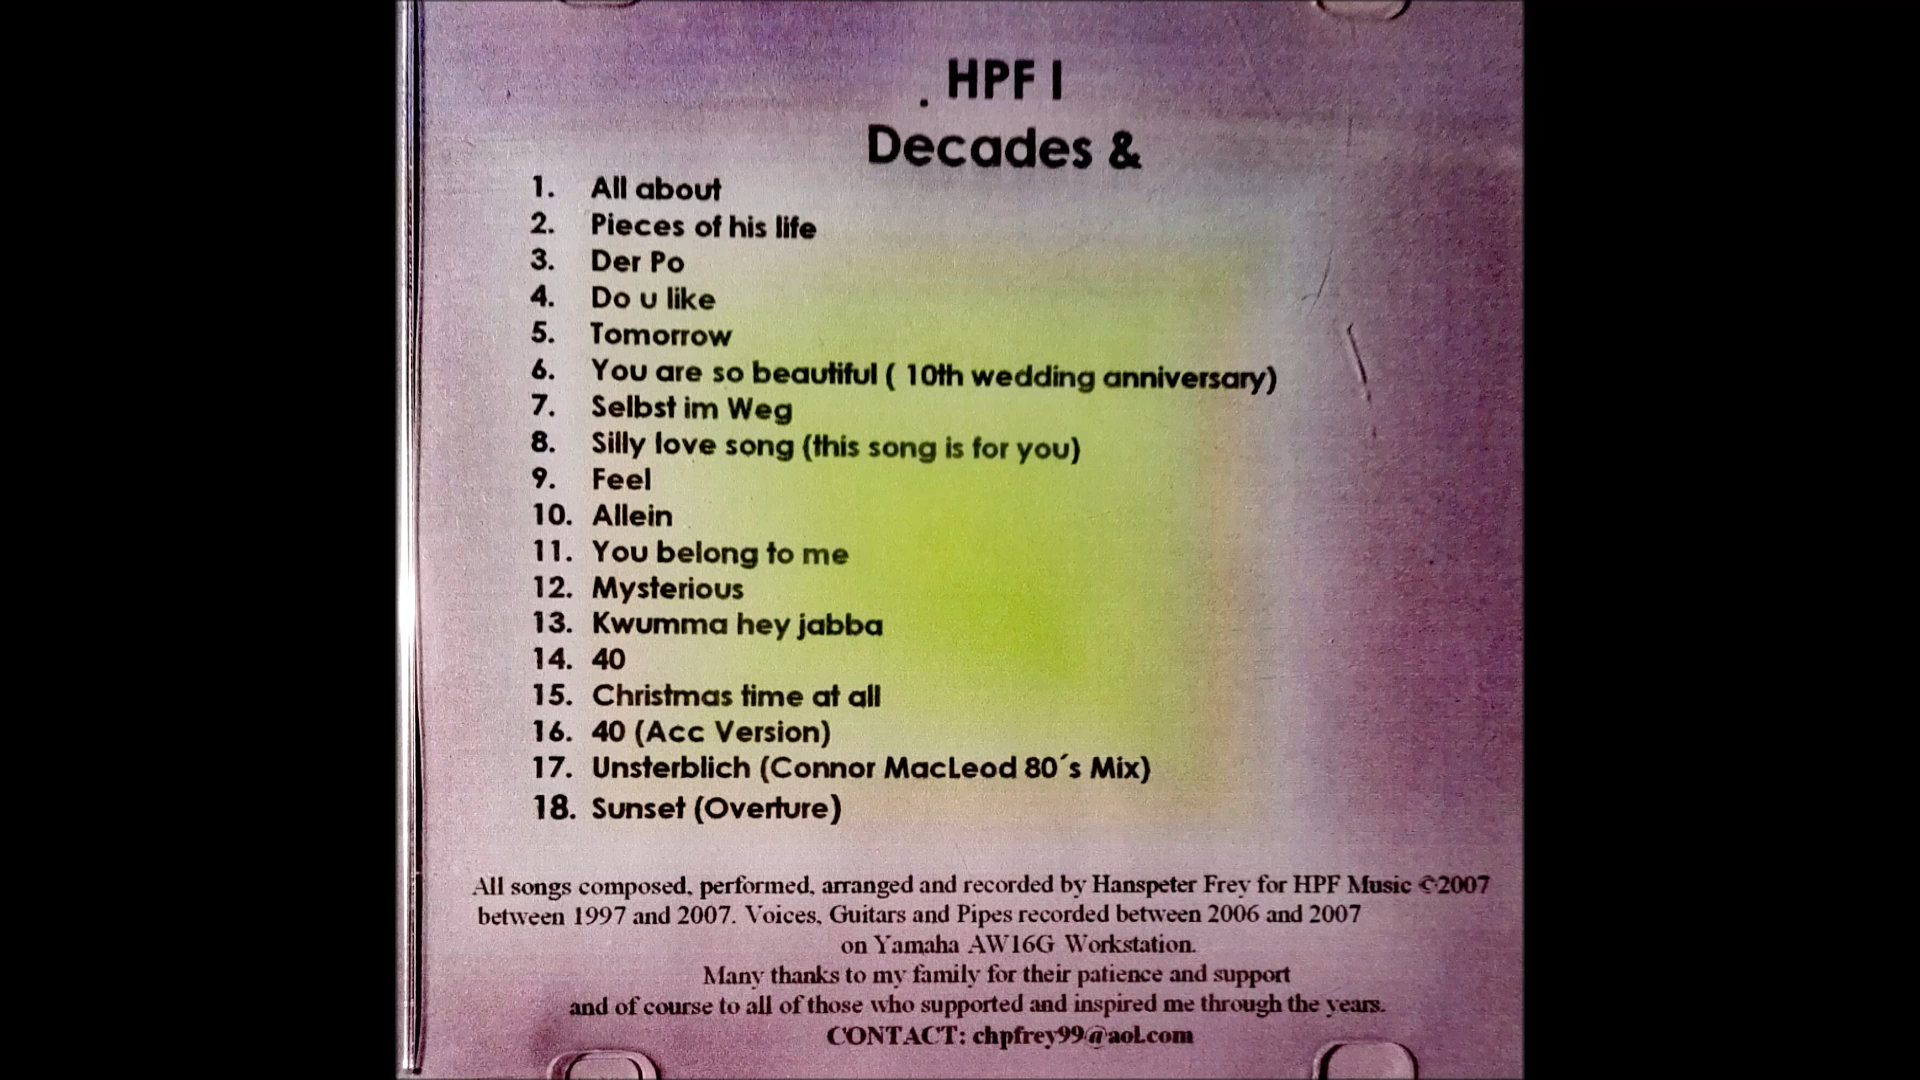 HPF I
Decades &
1. All about
2. Pieces of his life
3. Der Po
4. Do u like
5. Tomorrow
6. You are so beautiful ( 10th wedding anniversary)
7. Selbst im Weg
8. Silly love song (this song is for you)
9. Feel
10. Allein
11. You belong to me
12. Mysterious
13. Kwumma hey jabba
14. 40
15. Christmas time at all
16. 40 (Acc Version)
17. Unsterblich (Connor MacLeod 80´s Mix)
18. Sunset (Overture)
All songs composed, performed, arranged and recorded by Hanspeter Frey for HPF Music ©2007
between 1997 and 2007. Voices, Guitars and Pipes recorded between 2006 and 2007
on Yamaha AW16G Workstation.
Many thanks to my family for their patience and support
and of course to all of those who supported and inspired me through the years.
CONTACT: chpfrey99@aol.com